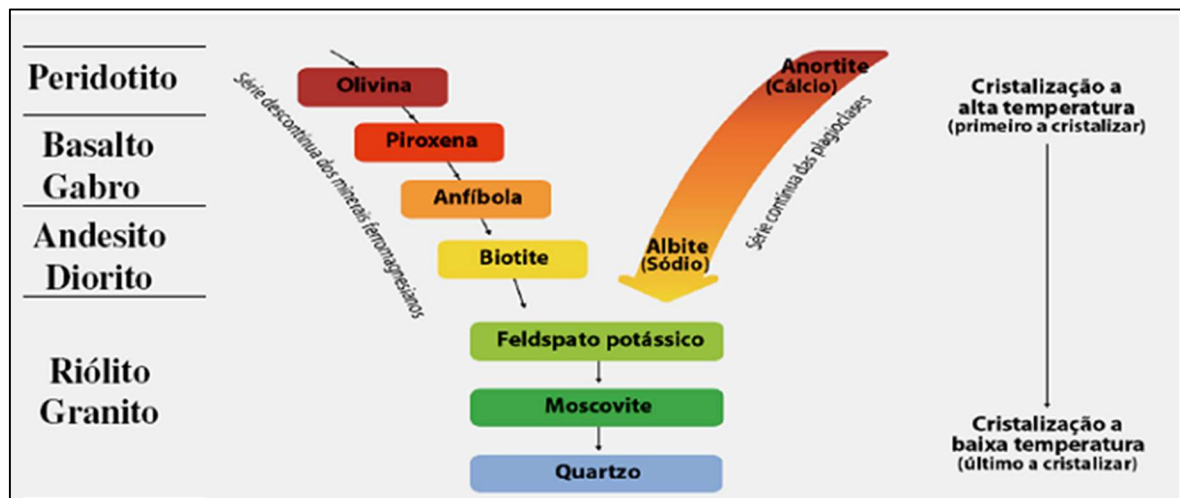 Peridotito
Basalto
Gabro
Andesito
Diorito
Riólito
Granito
Série descontínua dos minerais ferromagnesianos
Olivina
Piroxena
Anfíbola
Biotite
Feldspato potássico
Moscovite
Quartzo
Anortite
(Cálcio)
Albite
(Sódio)
Série contínua das plagioclases
Cristalização a
alta temperatura
(primeiro a cristalizar)
Cristalização a
baixa temperatura
(último a cristalizar)